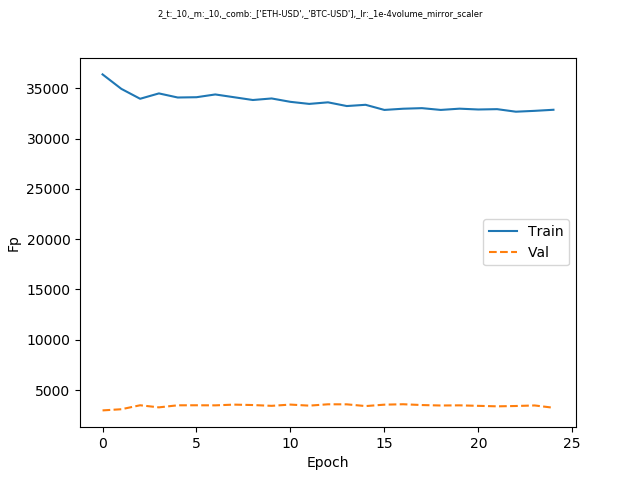 2_t:_10,_m:_10,_comb:_['ETH-USD',_'BTC-USD'],_lr:_1e-4volume_mirror_scaler
35000
30000
25000
20000
15000
10000
5000
Fp
Train
Val
0 5 10 15 20 25
Epoch